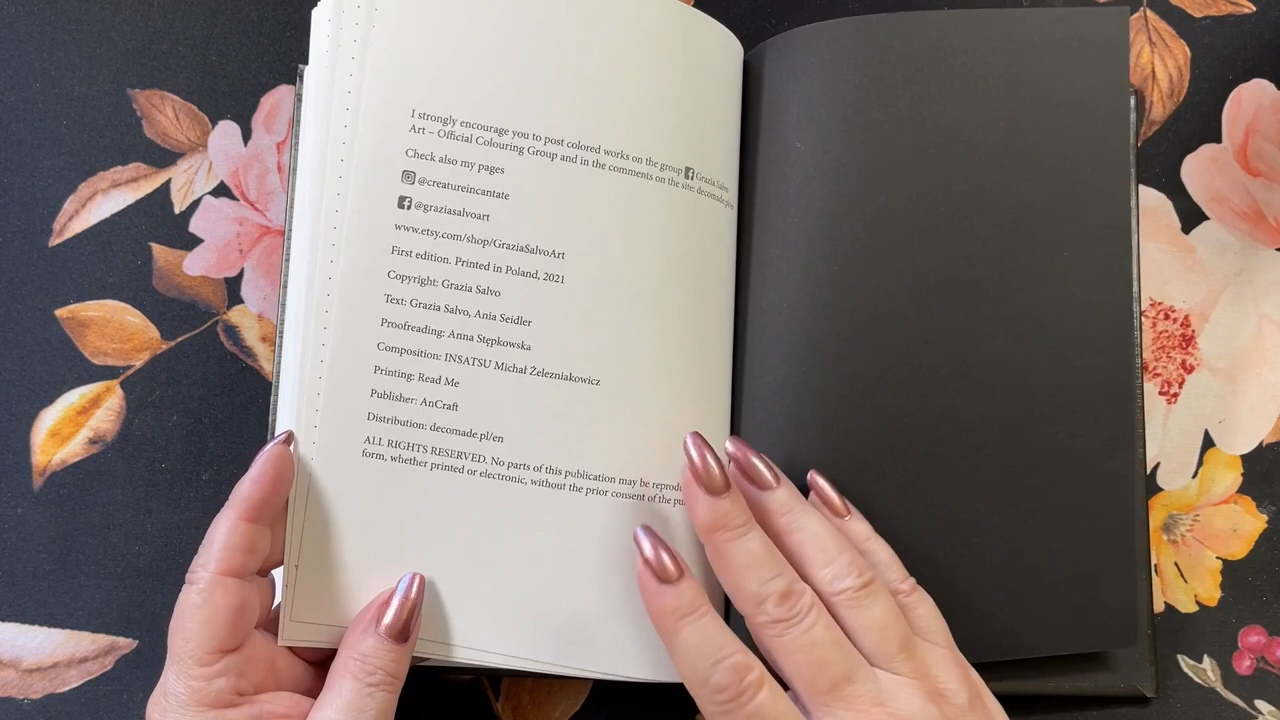 I strongly encourage you to post colored works on the group Grazia Salvo
Art – Official Colouring Group and in the comments on the site: decomade.pl/en
Check also my pages
@creatureincantate
@graziasalvoart
www.etsy.com/shop/GraziaSalvoArt
First edition. Printed in Poland, 2021
Copyright: Grazia Salvo
Text: Grazia Salvo, Ania Seidler
Proofreading: Anna Stępkowska
Composition: INSATSU Michał Żelezniakowicz
Printing: Read Me
Publisher: AnCraft
Distribution: decomade.pl/en
ALL RIGHTS RESERVED. No parts of this publication may be
form, whether printed or electronic, without the prior consent of the